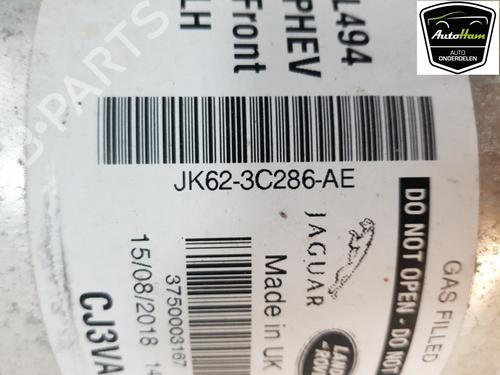 L494
PHEV
Front
LH
JK62-3C286-AE
JAGUAR
Made in UK
3750003167
15/08/2018 14
CJ3VA
DO NOT OPEN - DO NOT
GAS FILLED
LAND
ROVER
AutoHam
AUTO
ONDERDELEN
B-PARTS